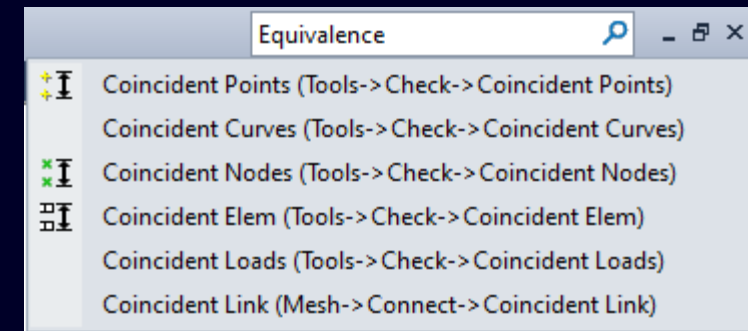 Equivalence
Coincident Points (Tools->Check->Coincident Points)
Coincident Curves (Tools->Check->Coincident Curves)
Coincident Nodes (Tools->Check->Coincident Nodes)
Coincident Elem (Tools->Check->Coincident Elem)
Coincident Loads (Tools->Check->Coincident Loads)
Coincident Link (Mesh->Connect->Coincident Link)